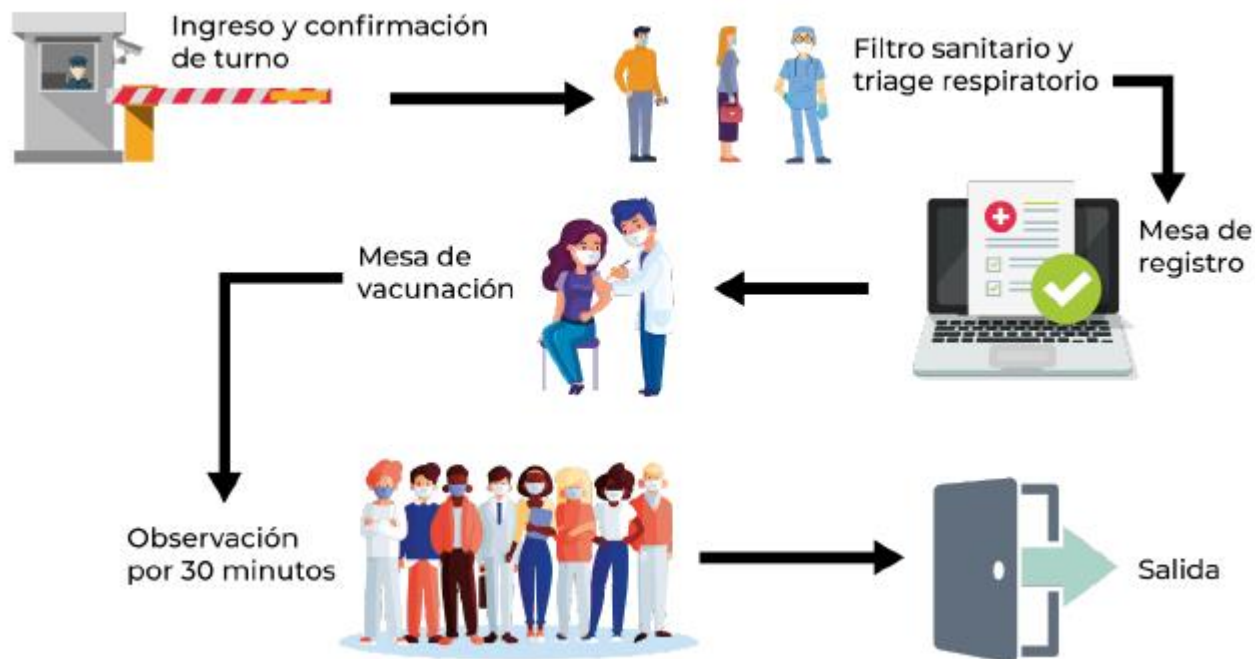 Ingreso y confirmación
de turno
Filtro sanitario y
triage respiratorio
Mesa de
registro
Mesa de
vacunación
Observación
por 30 minutos
Salida